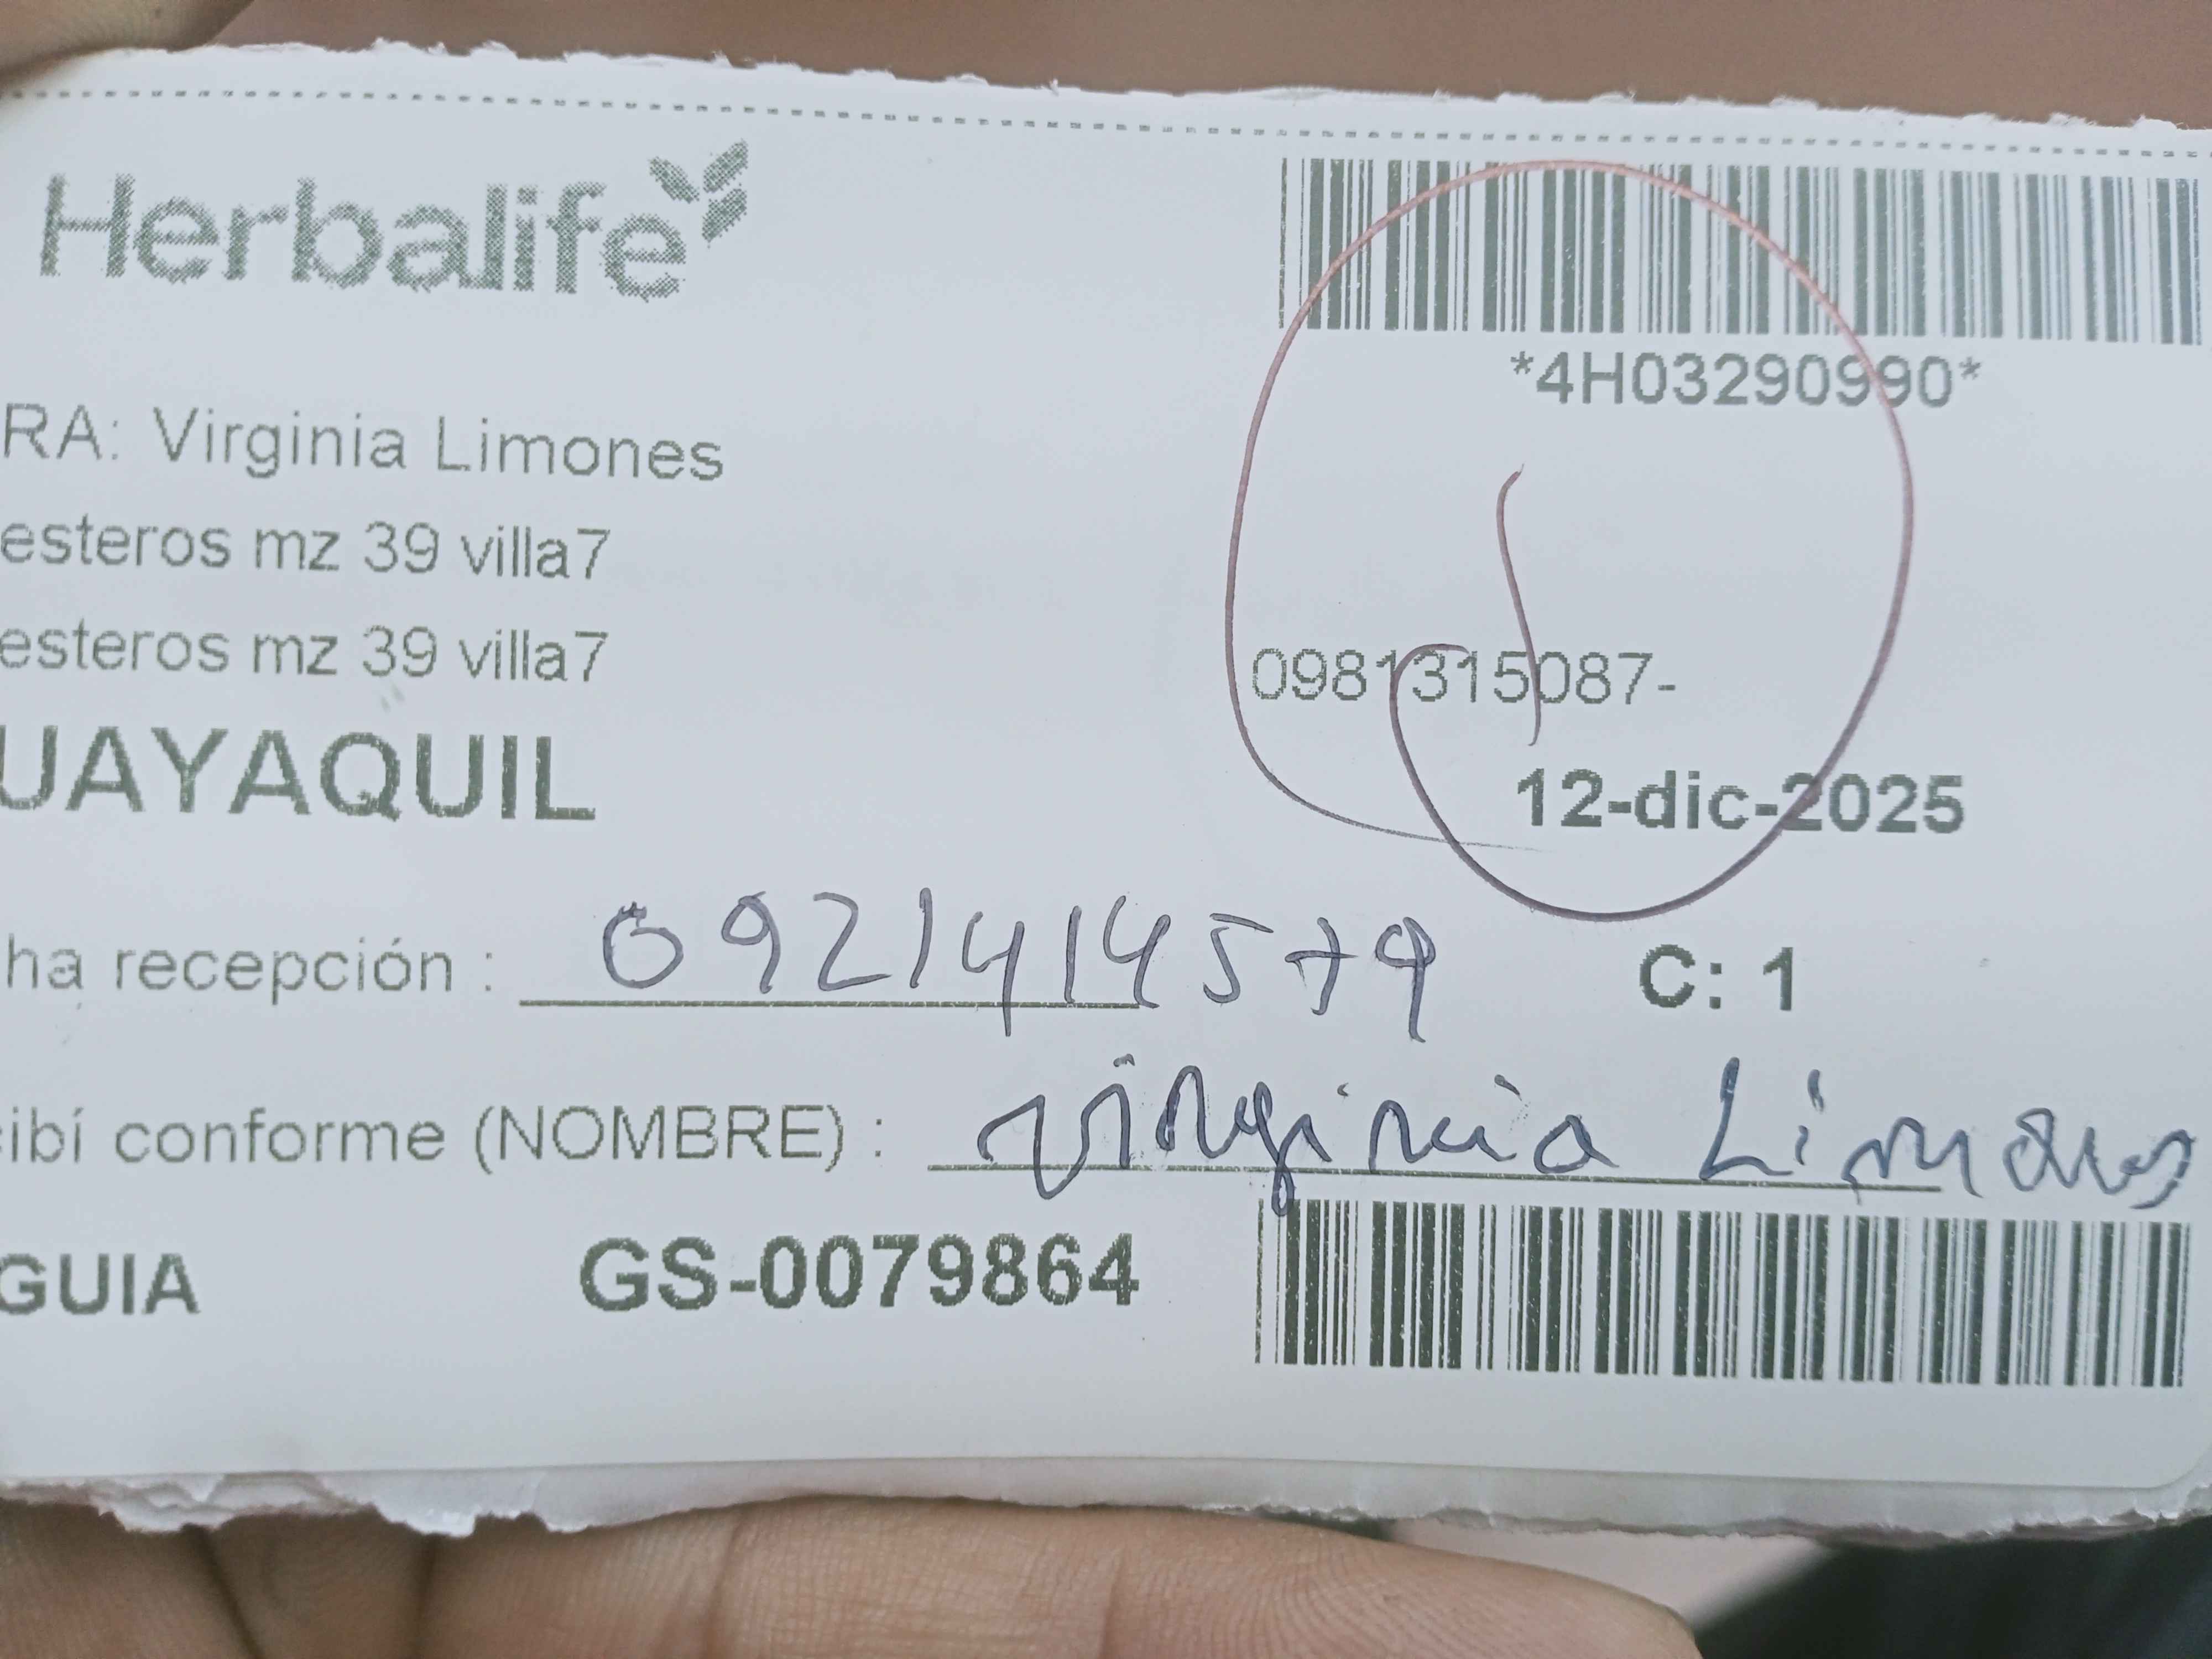 Herbalife
*4H03290990*
RA: Virginia Limones
esteros mz 39 villa7
esteros mz 39 villa7
0981315087-
UAYAQUIL
12-dic-2025
ha recepción : 0921414579
C: 1
cibí conforme (NOMBRE) : Virginia Limones
GUIA GS-0079864